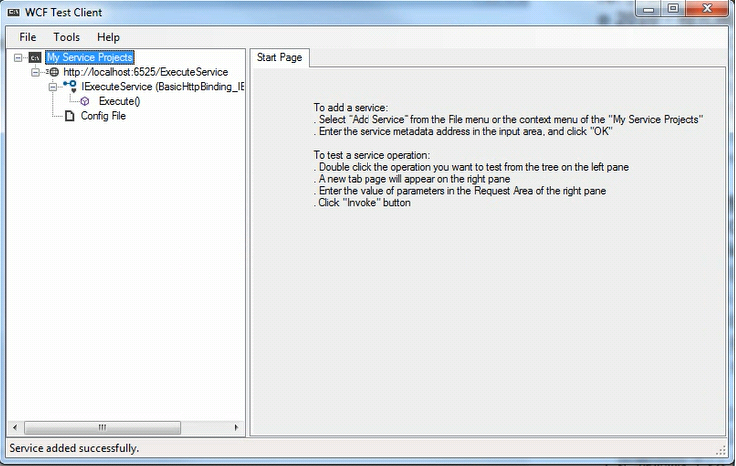 WCF Test Client
File Tools Help
My Service Projects
http://localhost:6525/ExecuteService
IExecuteService (BasicHttpBinding_IE
Execute()
Config File
Start Page
To add a service:
. Select "Add Service" from the File menu or the context menu of the "My Service Projects"
. Enter the service metadata address in the input area, and click "OK"
To test a service operation:
. Double click the operation you want to test from the tree on the left pane
. A new tab page will appear on the right pane
. Enter the value of parameters in the Request Area of the right pane
. Click "Invoke" button
Service added successfully.